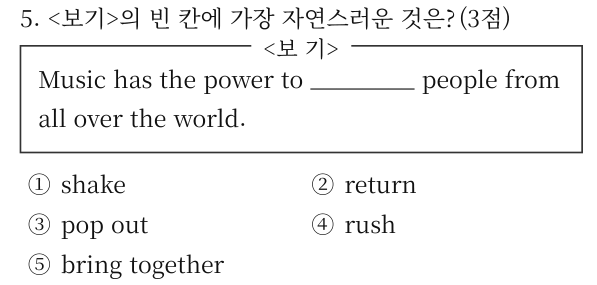 5. <보기>의 빈 칸에 가장 자연스러운 것은?(3점)
<보 기>
Music has the power to ________ people from
all over the world.
① shake ② return
③ pop out ④ rush
⑤ bring together